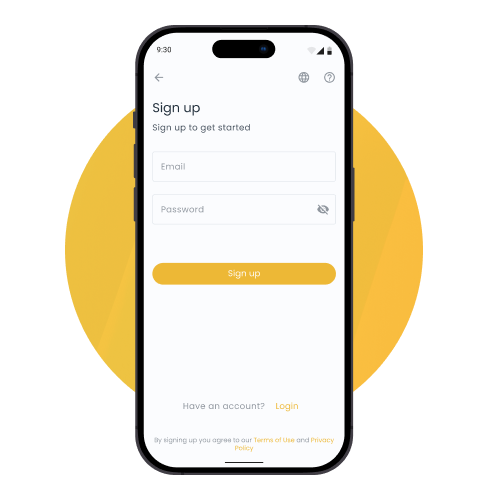 9:30
Sign up
Sign up to get started
Email
Password
Sign up
Have an account? Login
By signing up you agree to our Terms of Use and Privacy
Policy